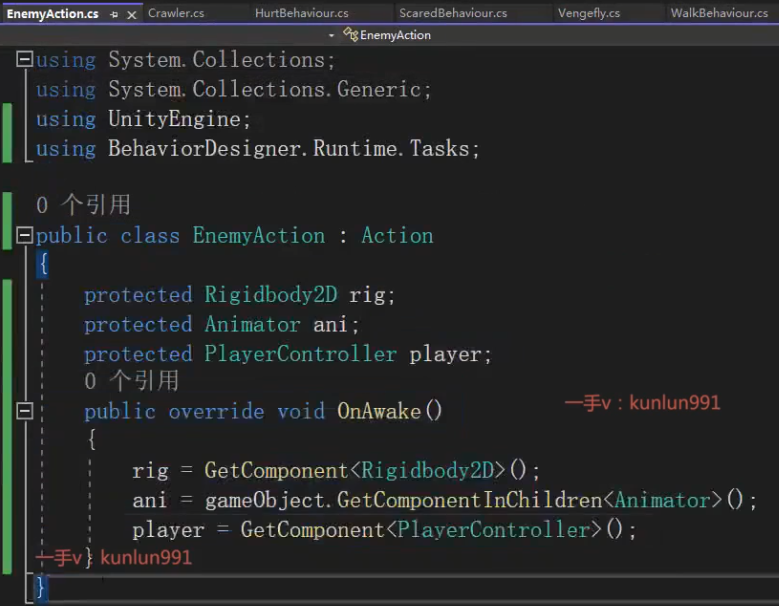 EnemyAction.cs Crawler.cs HurtBehaviour.cs ScaredBehaviour.cs Vengefly.cs WalkBehaviour.cs
EnemyAction
using System.Collections;
using System.Collections.Generic;
using UnityEngine;
using BehaviorDesigner.Runtime.Tasks;
0 个引用
public class EnemyAction : Action
{
protected Rigidbody2D rig;
protected Animator ani;
protected PlayerController player;
0 个引用
public override void OnAwake()
一手v：kunlun991
{
rig = GetComponent<Rigidbody2D>();
ani = gameObject.GetComponentInChildren<Animator>();
player = GetComponent<PlayerController>();
}
一手v：kunlun991
}